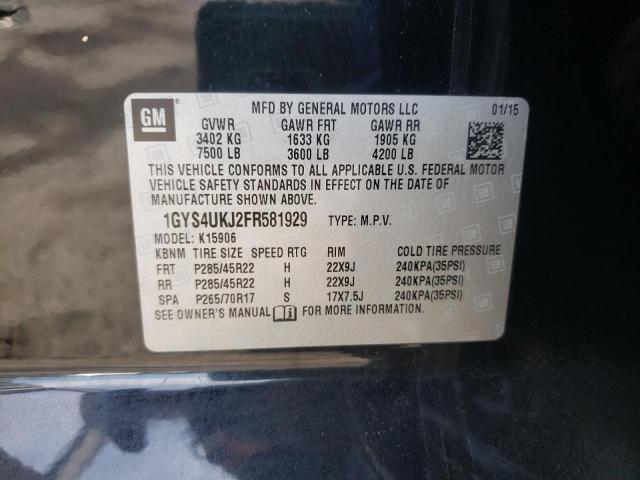 GM
MFD BY GENERAL MOTORS LLC 01/15
GVWR GAWR FRT GAWR RR
3402 KG 1633 KG 1905 KG
7500 LB 3600 LB 4200 LB
THIS VEHICLE CONFORMS TO ALL APPLICABLE U.S. FEDERAL MOTOR
VEHICLE SAFETY STANDARDS IN EFFECT ON THE DATE OF
MANUFACTURE SHOWN ABOVE.
1GYS4UKJ2FR581929 TYPE: M.P.V.
MODEL: K15906
KBNM TIRE SIZE SPEED RTG RIM COLD TIRE PRESSURE
FRT P285/45R22 H 22X9J 240KPA(35PSI)
RR P285/45R22 H 22X9J 240KPA(35PSI)
SPA P265/70R17 S 17X7.5J 240KPA(35PSI)
SEE OWNER'S MANUAL FOR MORE INFORMATION